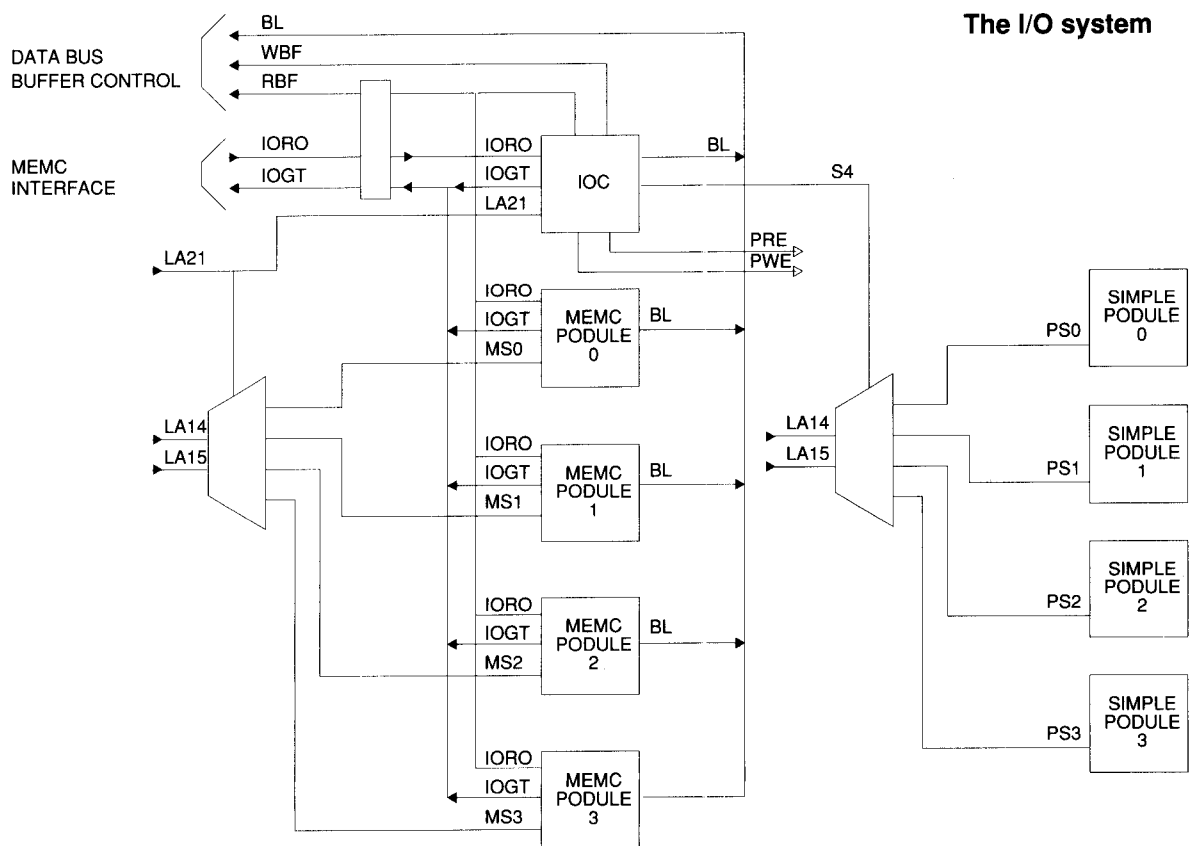 The I/O system
DATA BUS
BUFFER CONTROL
BL
WBF
RBF
MEMC
INTERFACE
IORO
IOGT
IORO
IOGT
LA21
IOC
BL
S4
PRE
PWE
LA21
IORO
IOGT
MS0
MEMC
PODULE
0
BL
LA14
LA15
IORO
IOGT
MS1
MEMC
PODULE
1
BL
IORO
IOGT
MS2
MEMC
PODULE
2
BL
IORO
IOGT
MS3
MEMC
PODULE
3
LA14
LA15
PS0
SIMPLE
PODULE
0
PS1
SIMPLE
PODULE
1
PS2
SIMPLE
PODULE
2
PS3
SIMPLE
PODULE
3